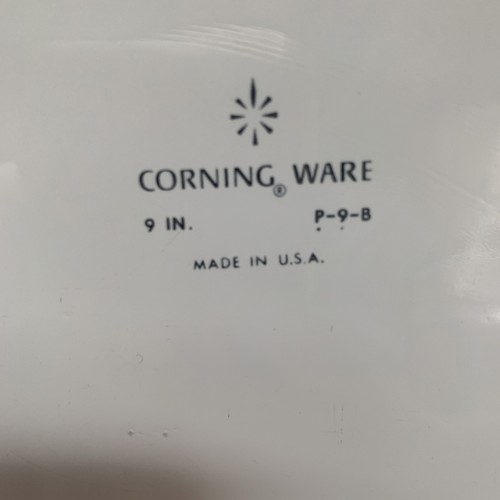 CORNING® WARE
9 IN. P-9-B
MADE IN U.S.A.